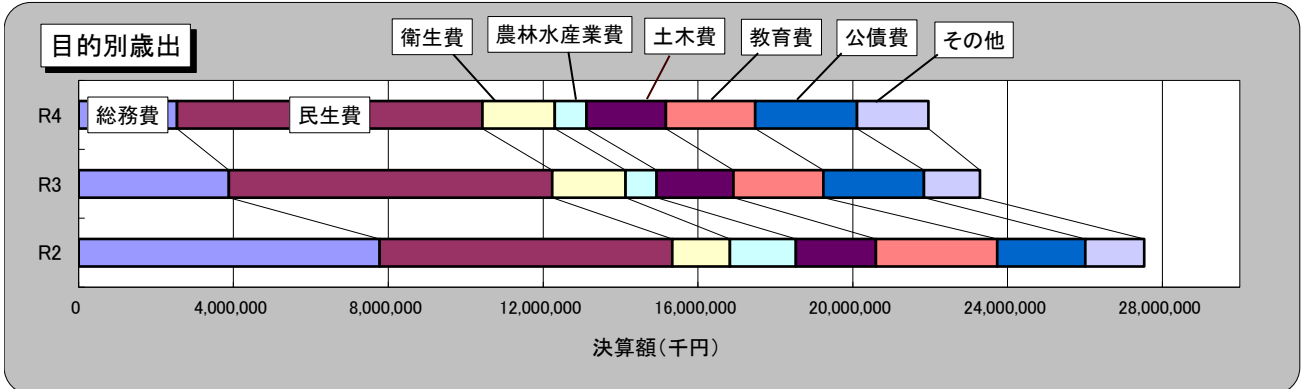 目的別歳出
衛生費
農林水産業費
土木費
教育費
公債費
その他
R4
総務費
民生費
R3
R2
0
4,000,000
8,000,000
12,000,000
16,000,000
20,000,000
24,000,000
28,000,000
決算額(千円)